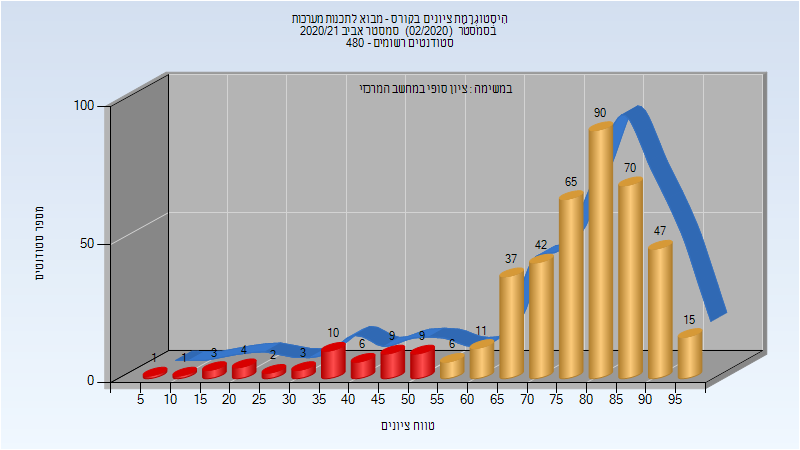 היסטוגרמת ציונים בקורס - מבוא לתכנות מערכות
בסמסטר (02/2020) סמסטר אביב 2020/21
סטודנטים רשומים - 480
במשימה : ציון סופי במחשב המרכזי
מספר סטודנטים
100
50
0
1 1 3 4 2 3 10 6 9 9 6 11 37 42 65 90 70 47 15
5 10 15 20 25 30 35 40 45 50 55 60 65 70 75 80 85 90 95
טווח ציונים